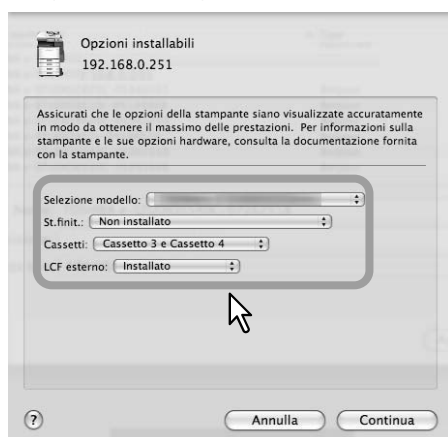 Opzioni installabili
192.168.0.251
Assicurati che le opzioni della stampante siano visualizzate accuratamente
in modo da ottenere il massimo delle prestazioni. Per informazioni sulla
stampante e le sue opzioni hardware, consulta la documentazione fornita
con la stampante.
Selezione modello:
St.finit.: Non installato
Cassetti: Cassetto 3 e Cassetto 4
LCF esterno: Installato
? Annulla Continua